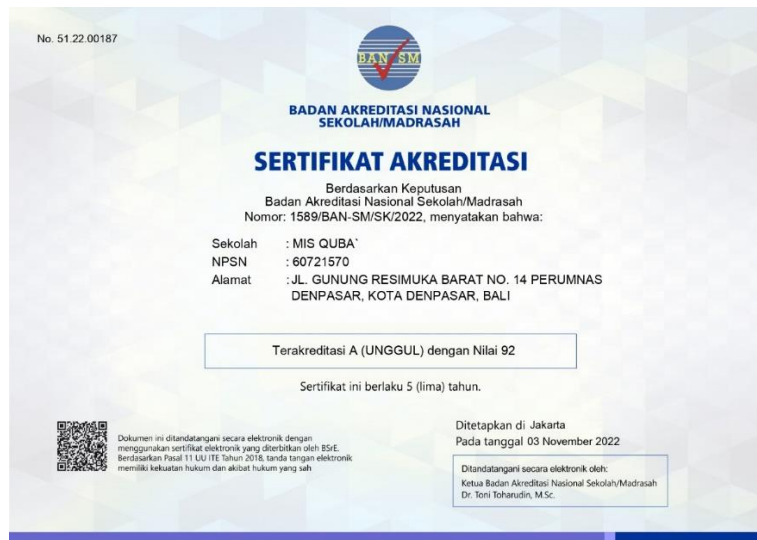 No. 51.22.00187
BAN SM
BADAN AKREDITASI NASIONAL
SEKOLAH/MADRASAH
SERTIFIKAT AKREDITASI
Berdasarkan Keputusan
Badan Akreditasi Nasional Sekolah/Madrasah
Nomor: 1589/BAN-SM/SK/2022, menyatakan bahwa:
Sekolah : MIS QUBA`
NPSN : 60721570
Alamat : JL. GUNUNG RESIMUKA BARAT NO. 14 PERUMNAS
DENPASAR, KOTA DENPASAR, BALI
Terakreditasi A (UNGGUL) dengan Nilai 92
Sertifikat ini berlaku 5 (lima) tahun.
Dokumen ini ditandatangani secara elektronik dengan
menggunakan sertifikat elektronik yang diterbitkan oleh BSrE.
Berdasarkan Pasal 11 UU ITE Tahun 2018, tanda tangan elektronik
memiliki kekuatan hukum dan akibat hukum yang sah
Ditetapkan di Jakarta
Pada tanggal 03 November 2022
Ditandatangani secara elektronik oleh:
Ketua Badan Akreditasi Nasional Sekolah/Madrasah
Dr. Toni Toharudin, M.Sc.